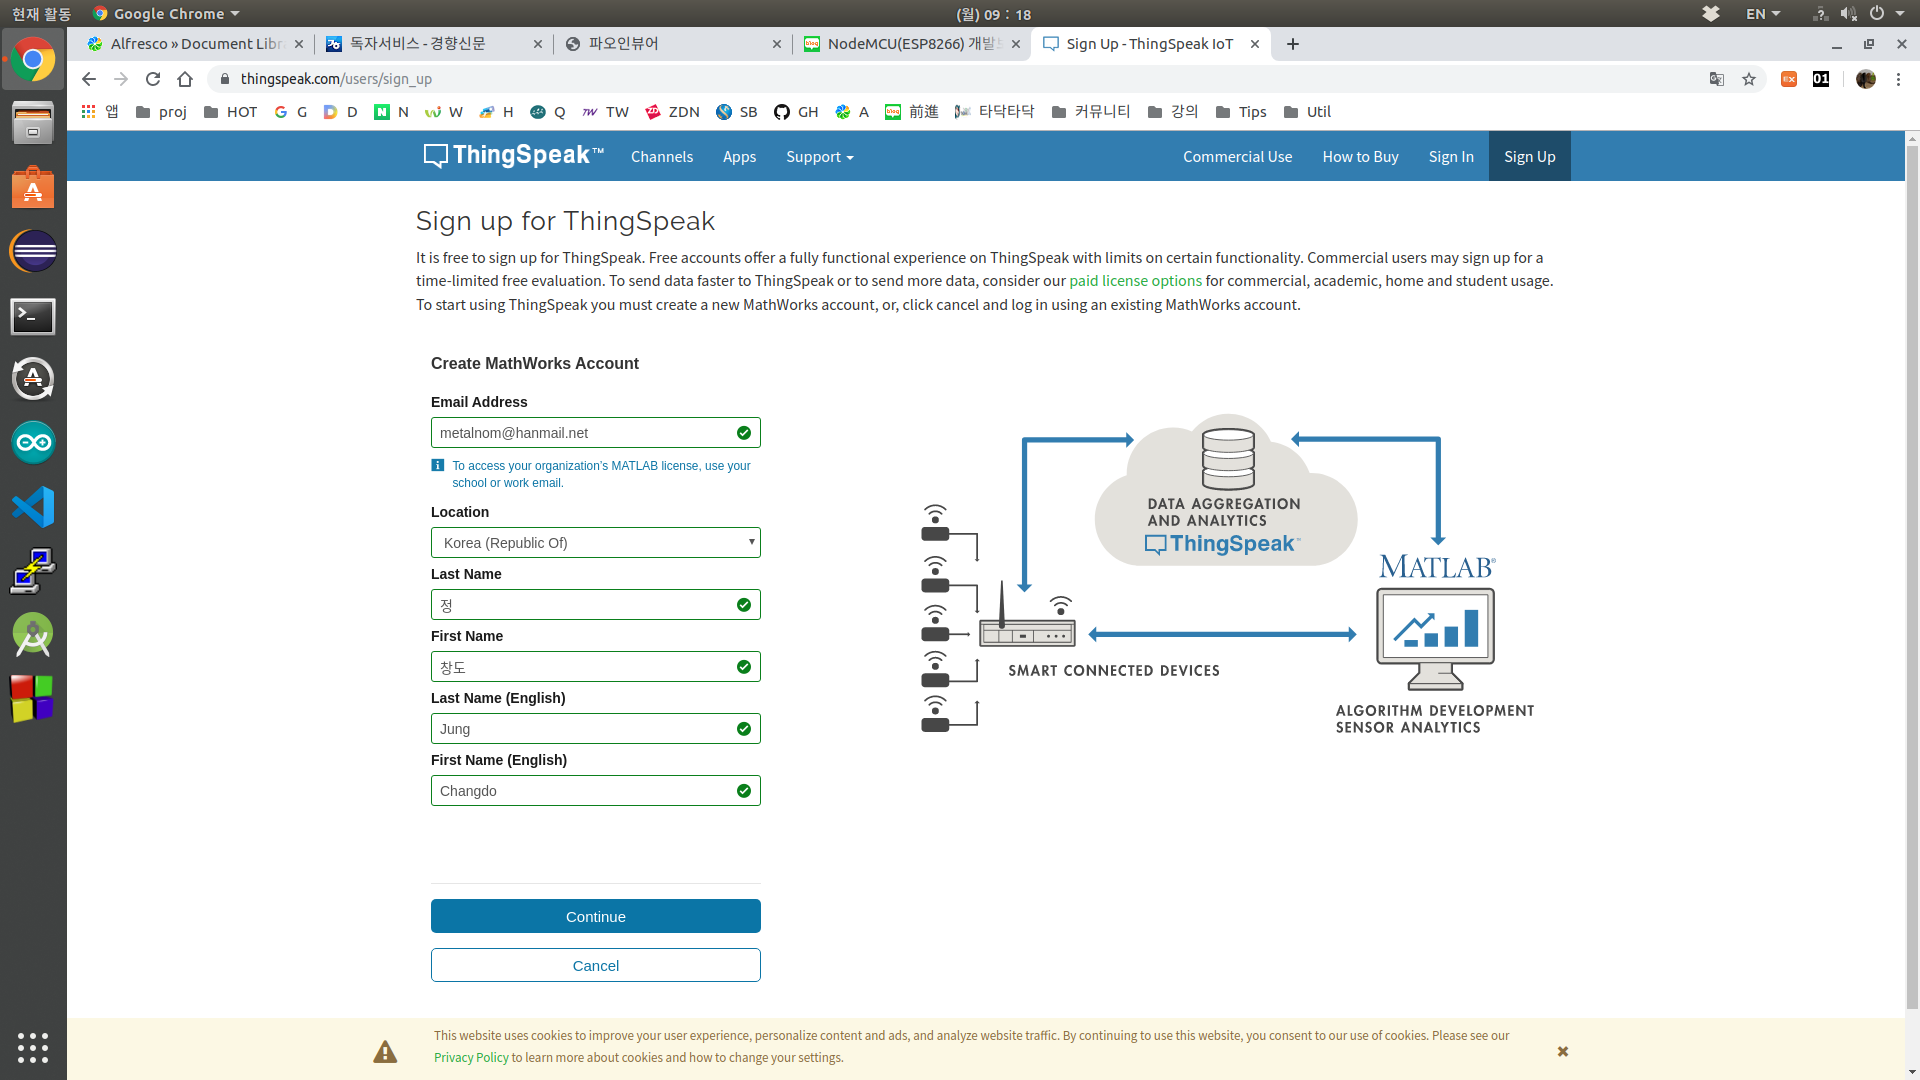 현재 활동
Google Chrome
(월) 09 : 18
EN
Alfresco » Document Libr
독자서비스 - 경향신문
파오인뷰어
NodeMCU(ESP8266) 개발보
Sign Up - ThingSpeak IoT
thingspeak.com/users/sign_up
앱
proj
HOT
G
D
N
W
H
Q
TW
ZDN
SB
GH
A
前進
타닥타닥
커뮤니티
강의
Tips
Util
ThingSpeak™
Channels
Apps
Support
Commercial Use
How to Buy
Sign In
Sign Up
Sign up for ThingSpeak
It is free to sign up for ThingSpeak. Free accounts offer a fully functional experience on ThingSpeak with limits on certain functionality. Commercial users may sign up for a
time-limited free evaluation. To send data faster to ThingSpeak or to send more data, consider our paid license options for commercial, academic, home and student usage.
To start using ThingSpeak you must create a new MathWorks account, or, click cancel and log in using an existing MathWorks account.
Create MathWorks Account
Email Address
metalnom@hanmail.net
To access your organization's MATLAB license, use your
school or work email.
Location
Korea (Republic Of)
Last Name
정
First Name
창도
Last Name (English)
Jung
First Name (English)
Changdo
Continue
Cancel
DATA AGGREGATION
AND ANALYTICS
ThingSpeak™
MATLAB®
SMART CONNECTED DEVICES
ALGORITHM DEVELOPMENT
SENSOR ANALYTICS
This website uses cookies to improve your user experience, personalize content and ads, and analyze website traffic. By continuing to use this website, you consent to our use of cookies. Please see our
Privacy Policy to learn more about cookies and how to change your settings.